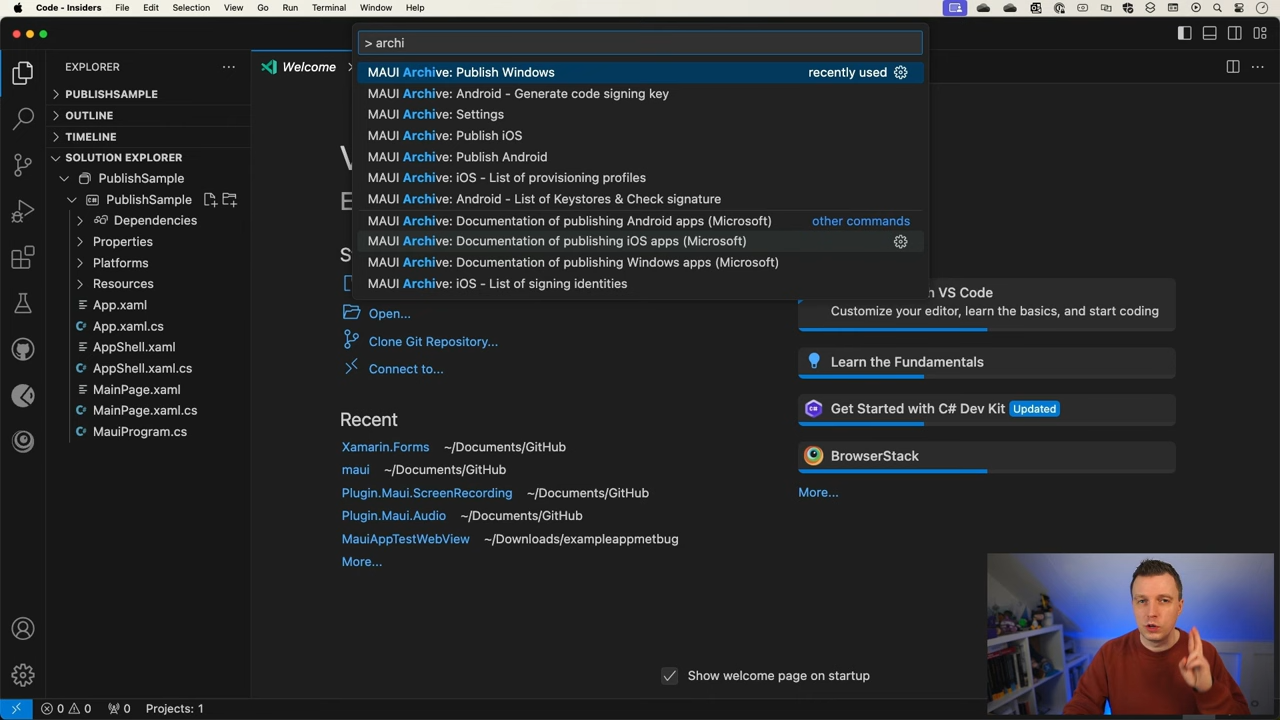 Code - Insiders File Edit Selection View Go Run Terminal Window Help
> archi
MAUI Archive: Publish Windows recently used
MAUI Archive: Android - Generate code signing key
MAUI Archive: Settings
MAUI Archive: Publish iOS
MAUI Archive: Publish Android
MAUI Archive: iOS - List of provisioning profiles
MAUI Archive: Android - List of Keystores & Check signature
MAUI Archive: Documentation of publishing Android apps (Microsoft) other commands
MAUI Archive: Documentation of publishing iOS apps (Microsoft)
MAUI Archive: Documentation of publishing Windows apps (Microsoft)
MAUI Archive: iOS - List of signing identities
EXPLORER
PUBLISHSAMPLE
OUTLINE
TIMELINE
SOLUTION EXPLORER
PublishSample
PublishSample
Dependencies
Properties
Platforms
Resources
App.xaml
App.xaml.cs
AppShell.xaml
AppShell.xaml.cs
MainPage.xaml
MainPage.xaml.cs
MauiProgram.cs
Welcome
Open...
Clone Git Repository...
Connect to...
Recent
Xamarin.Forms ~/Documents/GitHub
maui ~/Documents/GitHub
Plugin.Maui.ScreenRecording ~/Documents/GitHub
Plugin.Maui.Audio ~/Documents/GitHub
MauiAppTestWebView ~/Downloads/exampleappmetbug
More...
VS Code
Customize your editor, learn the basics, and start coding
Learn the Fundamentals
Get Started with C# Dev Kit Updated
BrowserStack
More...
Show welcome page on startup
0 0 0 Projects: 1